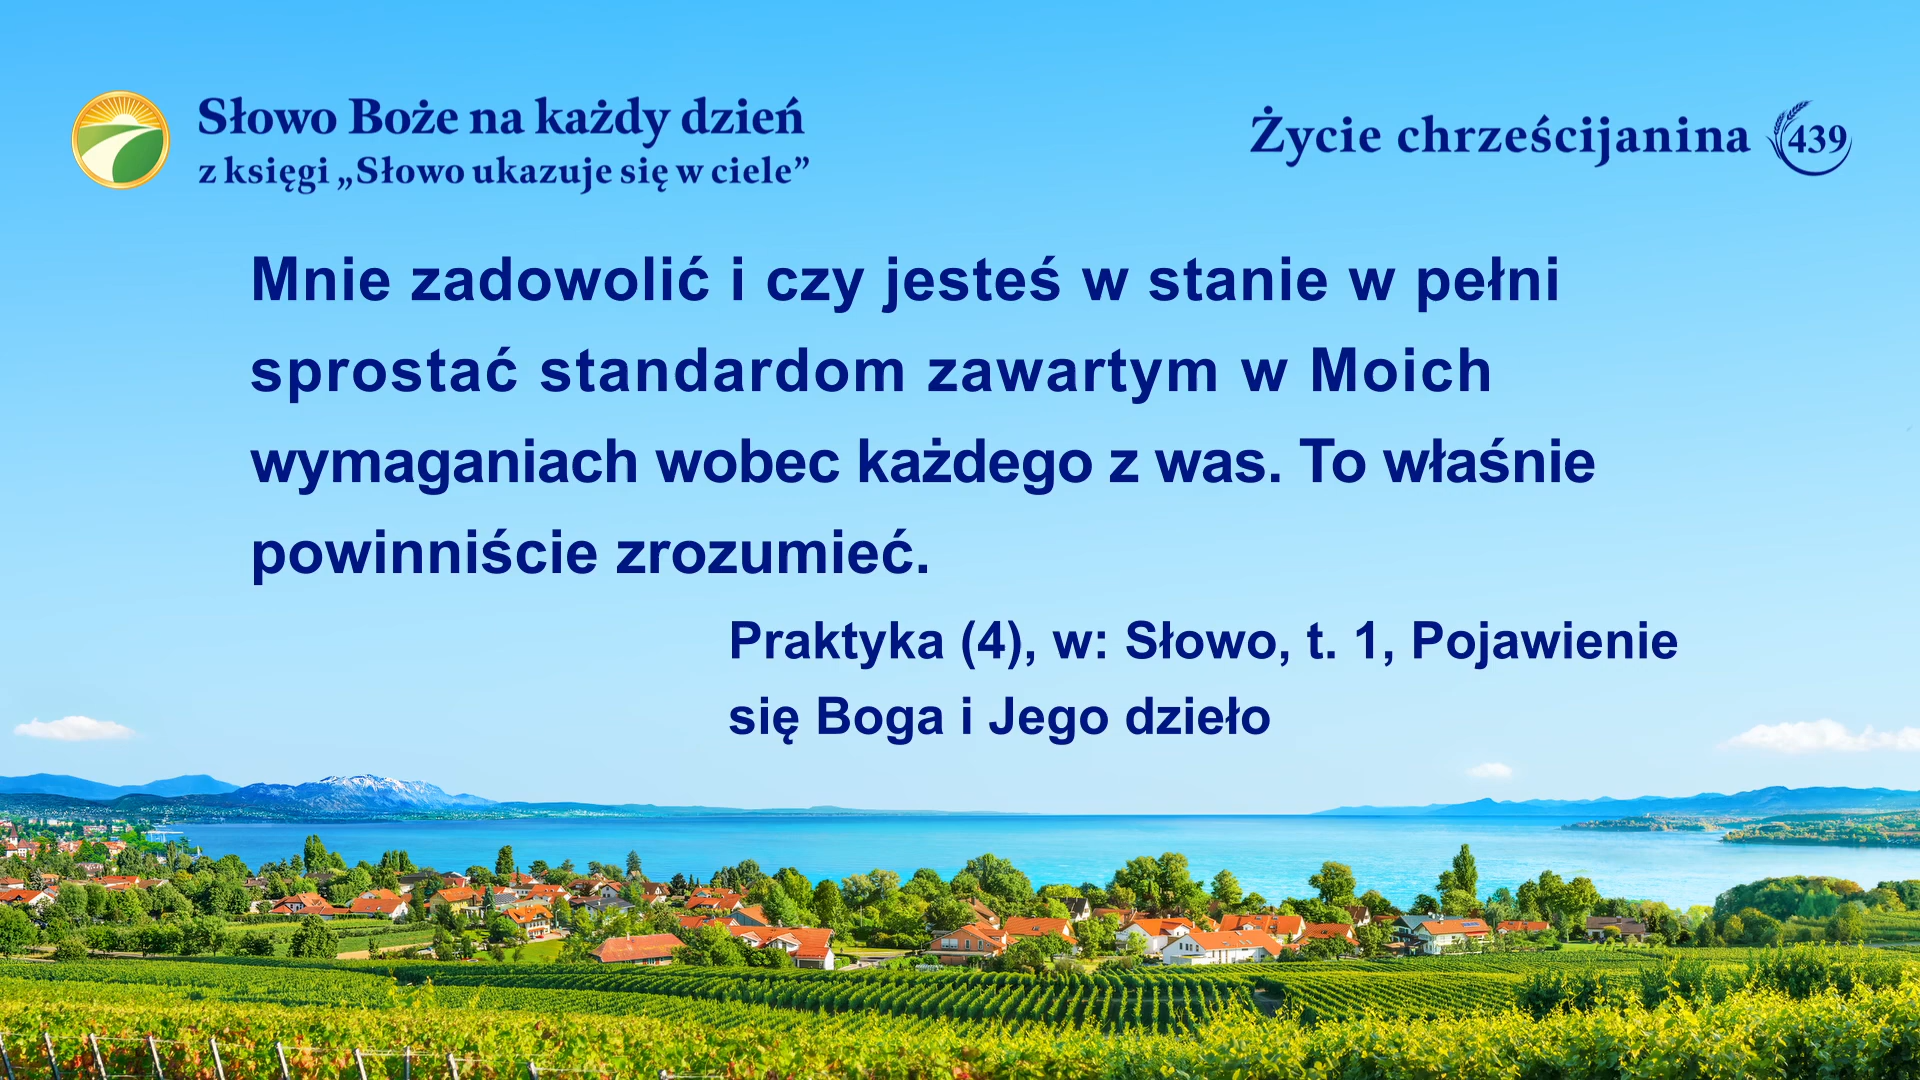 Słowo Boże na każdy dzień
z księgi „Słowo ukazuje się w ciele”
Życie chrześcijanina 439
Mnie zadowolić i czy jesteś w stanie w pełni
sprostać standardom zawartym w Moich
wymaganiach wobec każdego z was. To właśnie
powinniście zrozumieć.
Praktyka (4), w: Słowo, t. 1, Pojawienie
się Boga i Jego dzieło